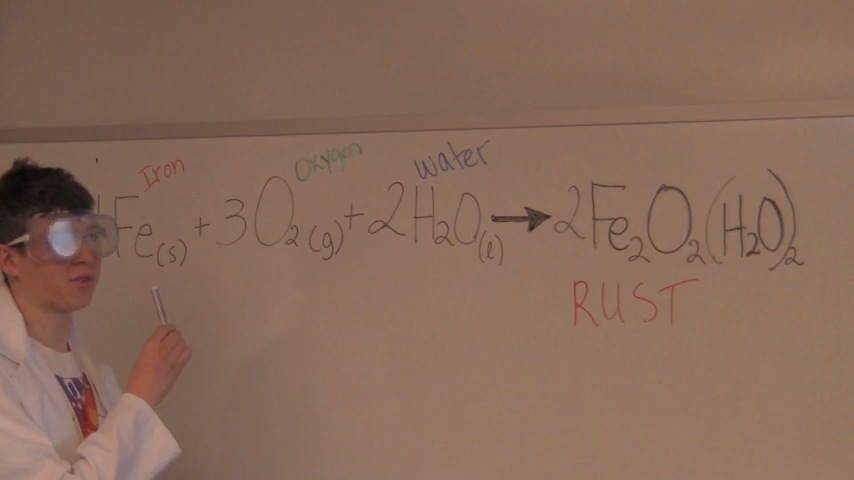 Iron Oxygen water
Fe(s) + 3O2(g) + 2H2O(l) → 2Fe2O2(H2O)2
RUST